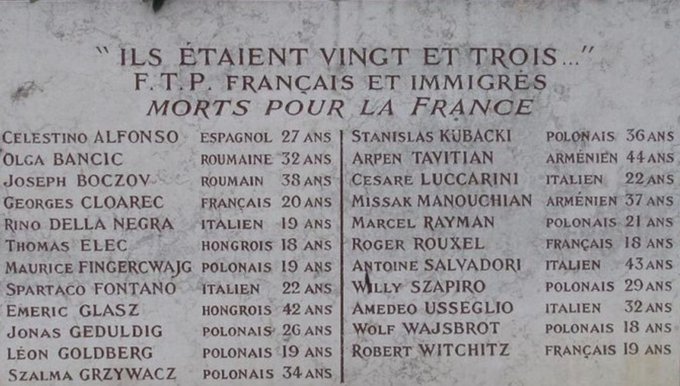 "ILS ÉTAIENT VINGT ET TROIS..."
F.T.P. FRANÇAIS ET IMMIGRÉS
MORTS POUR LA FRANCE
CELESTINO ALFONSO ESPAGNOL 27 ANS
OLGA BANCIC ROUMAINE 32 ANS
JOSEPH BOCZOV ROUMAIN 38 ANS
GEORGES CLOAREC FRANÇAIS 20 ANS
RINO DELLA NEGRA ITALIEN 19 ANS
THOMAS ELEC HONGROIS 18 ANS
MAURICE FINGERCWAJG POLONAIS 19 ANS
SPARTACO FONTANO ITALIEN 22 ANS
EMERIC GLASZ HONGROIS 42 ANS
JONAS GEDULDIG POLONAIS 26 ANS
LÉON GOLDBERG POLONAIS 19 ANS
SZALMA GRZYWACZ POLONAIS 34 ANS
STANISLAS KUBACKI POLONAIS 36 ANS
ARPEN TAVITIAN ARMÉNIEN 44 ANS
CESARE LUCCARINI ITALIEN 22 ANS
MISSAK MANOUCHIAN ARMÉNIEN 37 ANS
MARCEL RAYMAN POLONAIS 21 ANS
ROGER ROUXEL FRANÇAIS 18 ANS
ANTOINE SALVADORI ITALIEN 43 ANS
WILLY SZAPIRO POLONAIS 29 ANS
AMEDEO USSEGLIO ITALIEN 32 ANS
WOLF WAJSBROT POLONAIS 18 ANS
ROBERT WITCHITZ FRANÇAIS 19 ANS